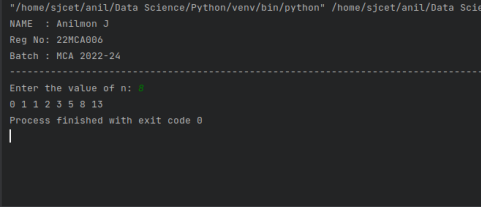 "/home/sjcet/anil/Data Science/Python/venv/bin/python" /home/sjcet/anil/Data Scie
NAME  : Anilmon J
Reg No: 22MCA006
Batch : MCA 2022-24
--------------------------------------------------------------------------------
Enter the value of n: 8
0 1 1 2 3 5 8 13
Process finished with exit code 0